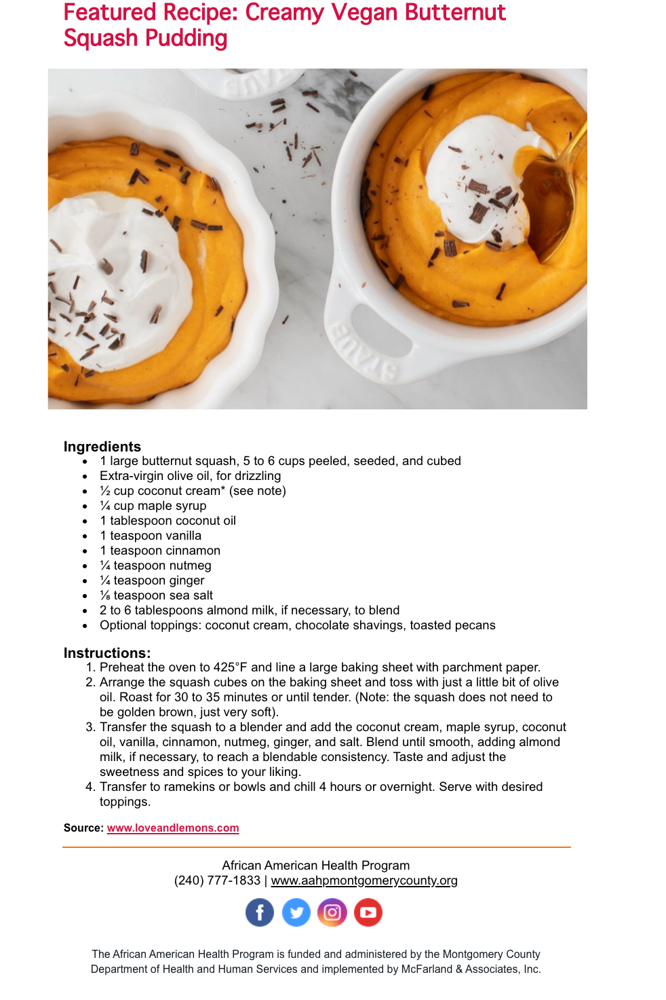 Featured Recipe: Creamy Vegan Butternut
Squash Pudding
STAUB
STAUB
Ingredients
• 1 large butternut squash, 5 to 6 cups peeled, seeded, and cubed
• Extra-virgin olive oil, for drizzling
• ½ cup coconut cream* (see note)
• ¼ cup maple syrup
• 1 tablespoon coconut oil
• 1 teaspoon vanilla
• 1 teaspoon cinnamon
• ¼ teaspoon nutmeg
• ¼ teaspoon ginger
• ⅛ teaspoon sea salt
• 2 to 6 tablespoons almond milk, if necessary, to blend
• Optional toppings: coconut cream, chocolate shavings, toasted pecans
Instructions:
1. Preheat the oven to 425°F and line a large baking sheet with parchment paper.
2. Arrange the squash cubes on the baking sheet and toss with just a little bit of olive
oil. Roast for 30 to 35 minutes or until tender. (Note: the squash does not need to
be golden brown, just very soft).
3. Transfer the squash to a blender and add the coconut cream, maple syrup, coconut
oil, vanilla, cinnamon, nutmeg, ginger, and salt. Blend until smooth, adding almond
milk, if necessary, to reach a blendable consistency. Taste and adjust the
sweetness and spices to your liking.
4. Transfer to ramekins or bowls and chill 4 hours or overnight. Serve with desired
toppings.
Source: www.loveandlemons.com
African American Health Program
(240) 777-1833 | www.aahpmontgomerycounty.org
The African American Health Program is funded and administered by the Montgomery County
Department of Health and Human Services and implemented by McFarland & Associates, Inc.